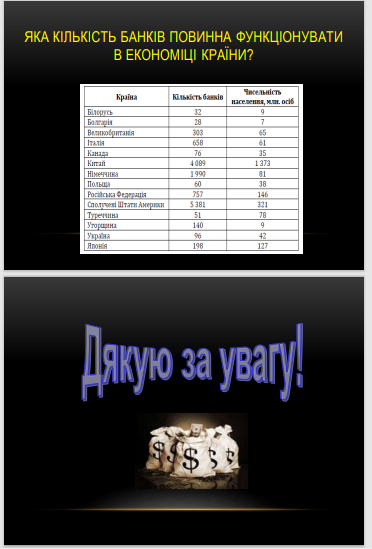 ЯКА КІЛЬКІСТЬ БАНКІВ ПОВИННА ФУНКЦІОНУВАТИ
В ЕКОНОМІЦІ КРАЇНИ?
Країна Кількість банків Чисельність населення, млн. осіб
Білорусь 32 9
Болгарія 28 7
Великобританія 303 65
Італія 658 61
Канада 76 35
Китай 4 089 1 373
Німеччина 1 990 81
Польща 60 38
Російська Федерація 757 146
Сполучені Штати Америки 5 381 321
Туреччина 51 78
Угорщина 140 9
Україна 96 42
Японія 198 127
Дякую за увагу!
$ $ $ $